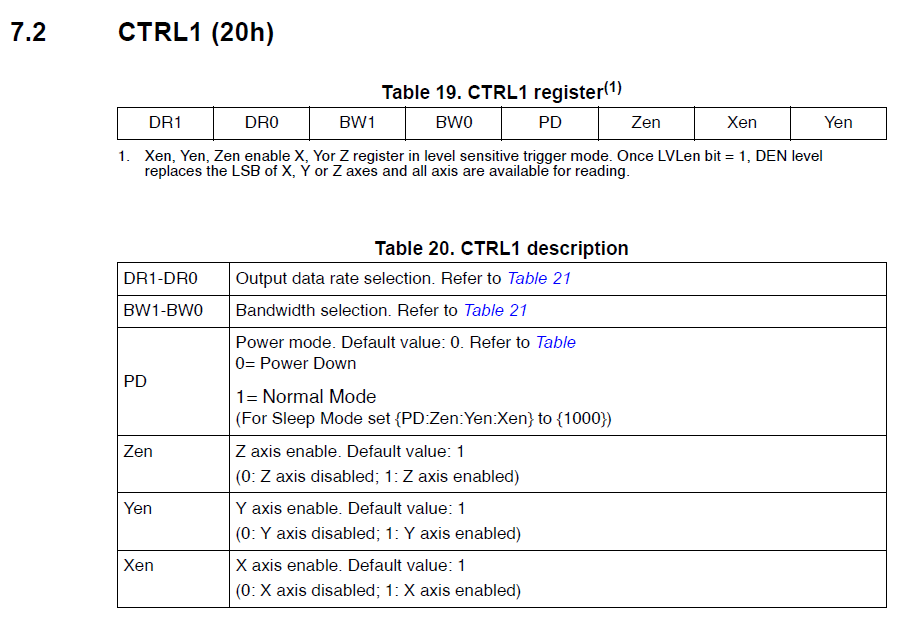 7.2 CTRL1 (20h)
Table 19. CTRL1 register(1)
DR1 DR0 BW1 BW0 PD Zen Xen Yen
1. Xen, Yen, Zen enable X, Yor Z register in level sensitive trigger mode. Once LVLen bit = 1, DEN level
replaces the LSB of X, Y or Z axes and all axis are available for reading.
Table 20. CTRL1 description
DR1-DR0 Output data rate selection. Refer to Table 21
BW1-BW0 Bandwidth selection. Refer to Table 21
PD
Power mode. Default value: 0. Refer to Table
0= Power Down
1= Normal Mode
(For Sleep Mode set {PD:Zen:Yen:Xen} to {1000})
Zen Z axis enable. Default value: 1
(0: Z axis disabled; 1: Z axis enabled)
Yen Y axis enable. Default value: 1
(0: Y axis disabled; 1: Y axis enabled)
Xen X axis enable. Default value: 1
(0: X axis disabled; 1: X axis enabled)